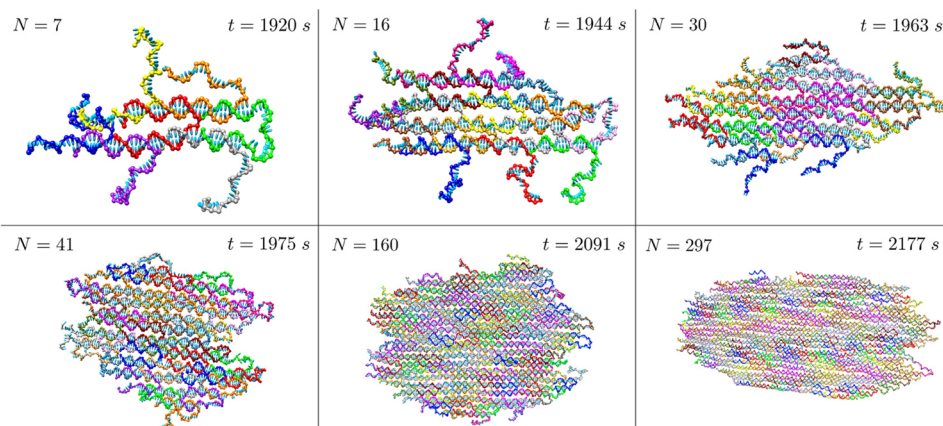 N = 7 t = 1920 s
N = 16 t = 1944 s
N = 30 t = 1963 s
N = 41 t = 1975 s
N = 160 t = 2091 s
N = 297 t = 2177 s